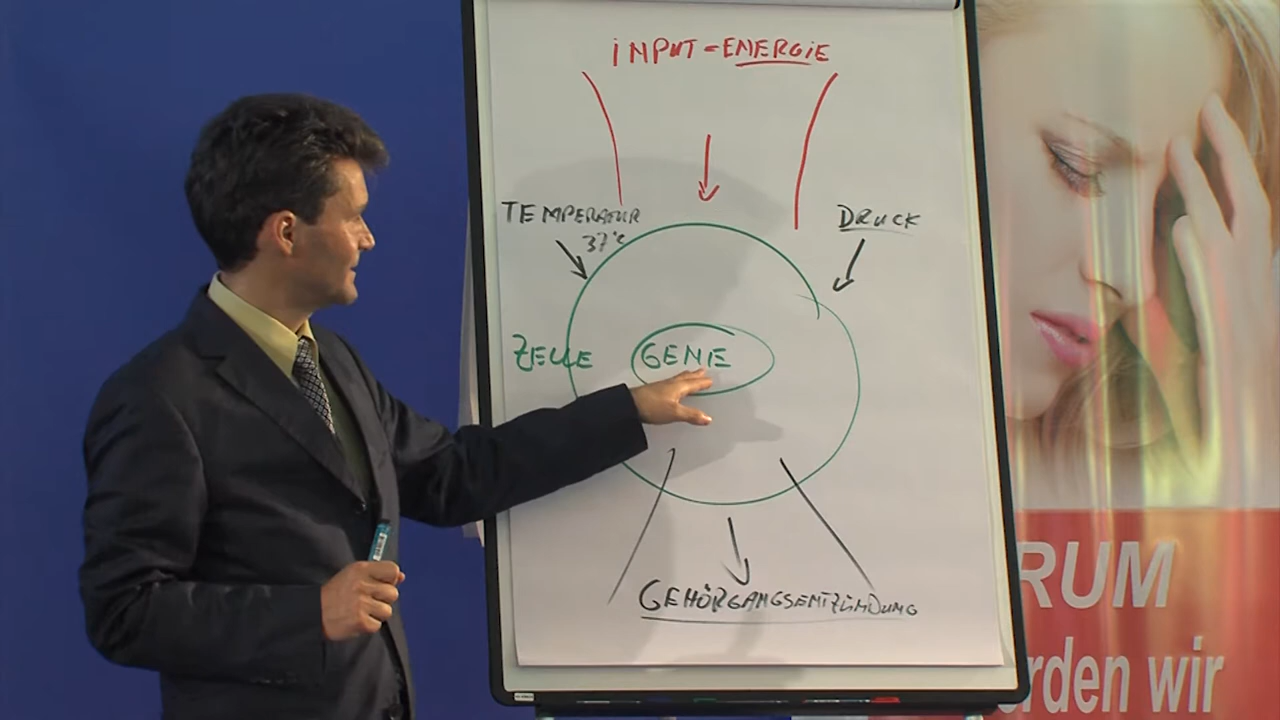 INPUT = ENERGIE
TEMPERATUR
37°C
DRUCK
ZELLE
GENE
GEHÖRGANGSENTZÜNDUNG
RUM
rden wir